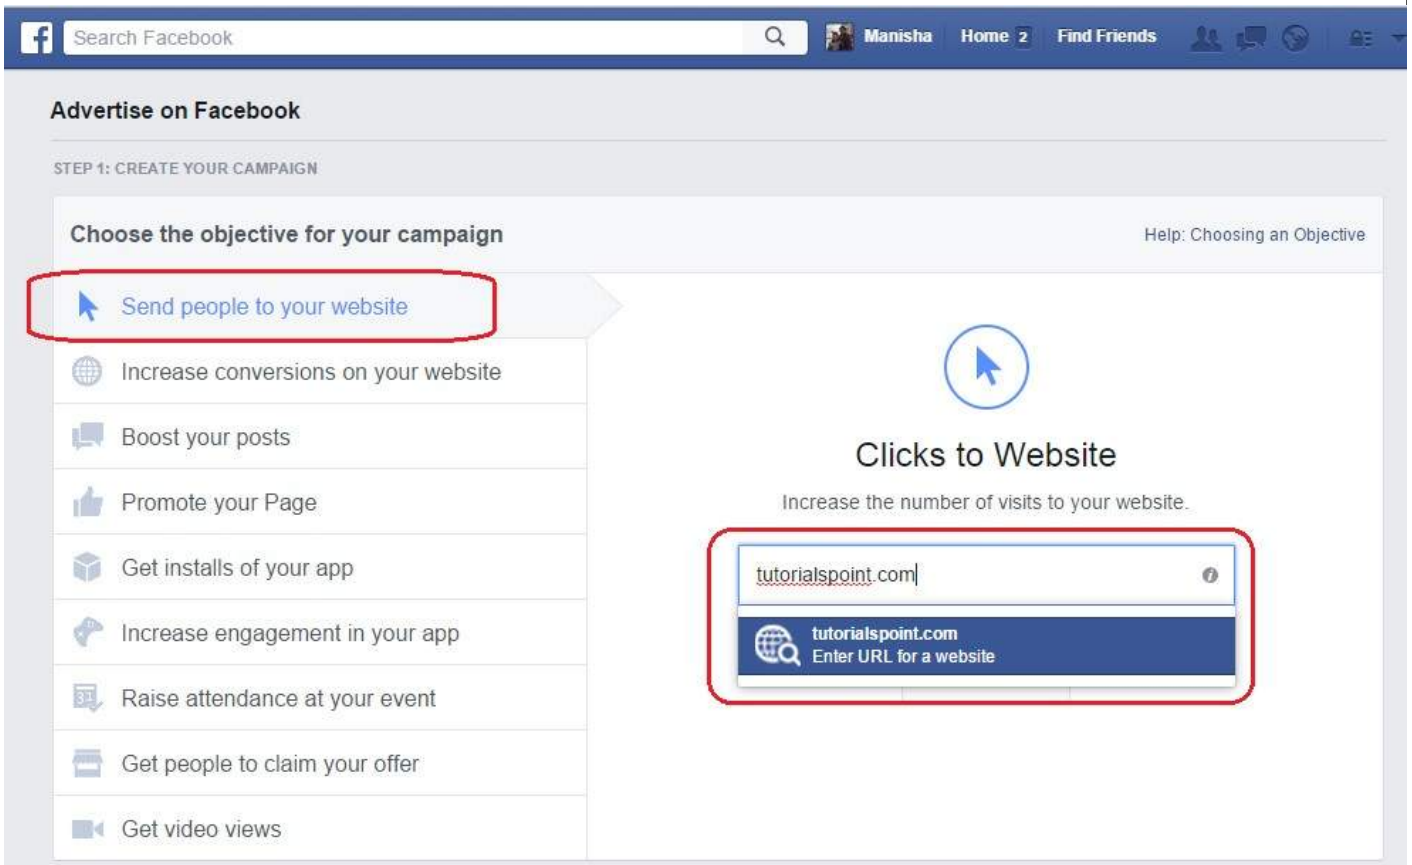 f Search Facebook Manisha Home 2 Find Friends
Advertise on Facebook
STEP 1: CREATE YOUR CAMPAIGN
Choose the objective for your campaign Help: Choosing an Objective
Send people to your website
Increase conversions on your website
Boost your posts
Promote your Page
Get installs of your app
Increase engagement in your app
31 Raise attendance at your event
Get people to claim your offer
Get video views
Clicks to Website
Increase the number of visits to your website.
tutorialspoint.com i
tutorialspoint.com
Enter URL for a website